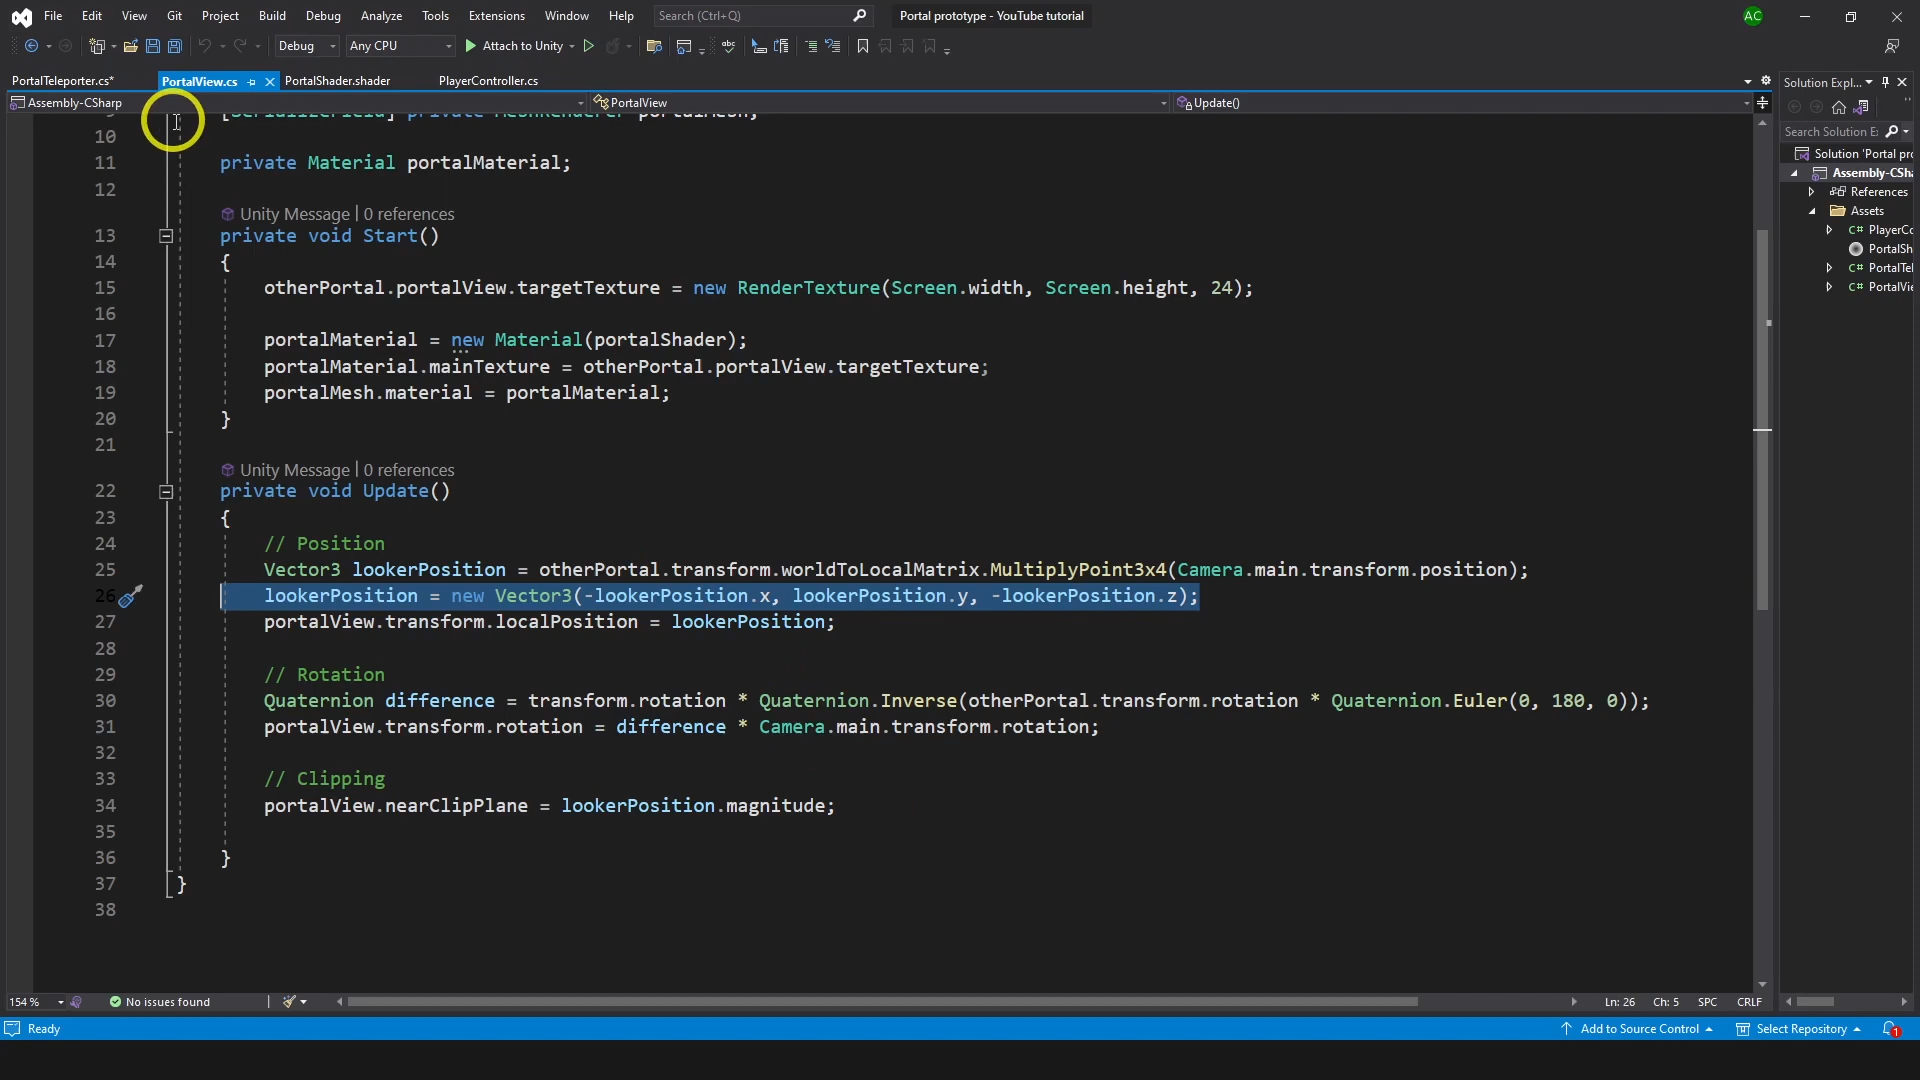 File Edit View Git Project Build Debug Analyze Tools Extensions Window Help Search (Ctrl+Q) Portal prototype - YouTube tutorial AC
Debug Any CPU Attach to Unity
PortalTeleporter.cs* PortalView.cs PortalShader.shader PlayerController.cs
Assembly-CSharp PortalView Update()
10
11 private Material portalMaterial;
12
Unity Message | 0 references
13 private void Start()
14 {
15 otherPortal.portalView.targetTexture = new RenderTexture(Screen.width, Screen.height, 24);
16
17 portalMaterial = new Material(portalShader);
18 portalMaterial.mainTexture = otherPortal.portalView.targetTexture;
19 portalMesh.material = portalMaterial;
20 }
21
Unity Message | 0 references
22 private void Update()
23 {
24 // Position
25 Vector3 lookerPosition = otherPortal.transform.worldToLocalMatrix.MultiplyPoint3x4(Camera.main.transform.position);
26 lookerPosition = new Vector3(-lookerPosition.x, lookerPosition.y, -lookerPosition.z);
27 portalView.transform.localPosition = lookerPosition;
28
29 // Rotation
30 Quaternion difference = transform.rotation * Quaternion.Inverse(otherPortal.transform.rotation * Quaternion.Euler(0, 180, 0));
31 portalView.transform.rotation = difference * Camera.main.transform.rotation;
32
33 // Clipping
34 portalView.nearClipPlane = lookerPosition.magnitude;
35
36 }
37 }
38
Solution Expl...
Search Solution E
Solution 'Portal pr
Assembly-CSha
References
Assets
C# PlayerCo
PortalSh
C# PortalTel
C# PortalVie
154 % No issues found Ln: 26 Ch: 5 SPC CRLF
Ready Add to Source Control Select Repository 1